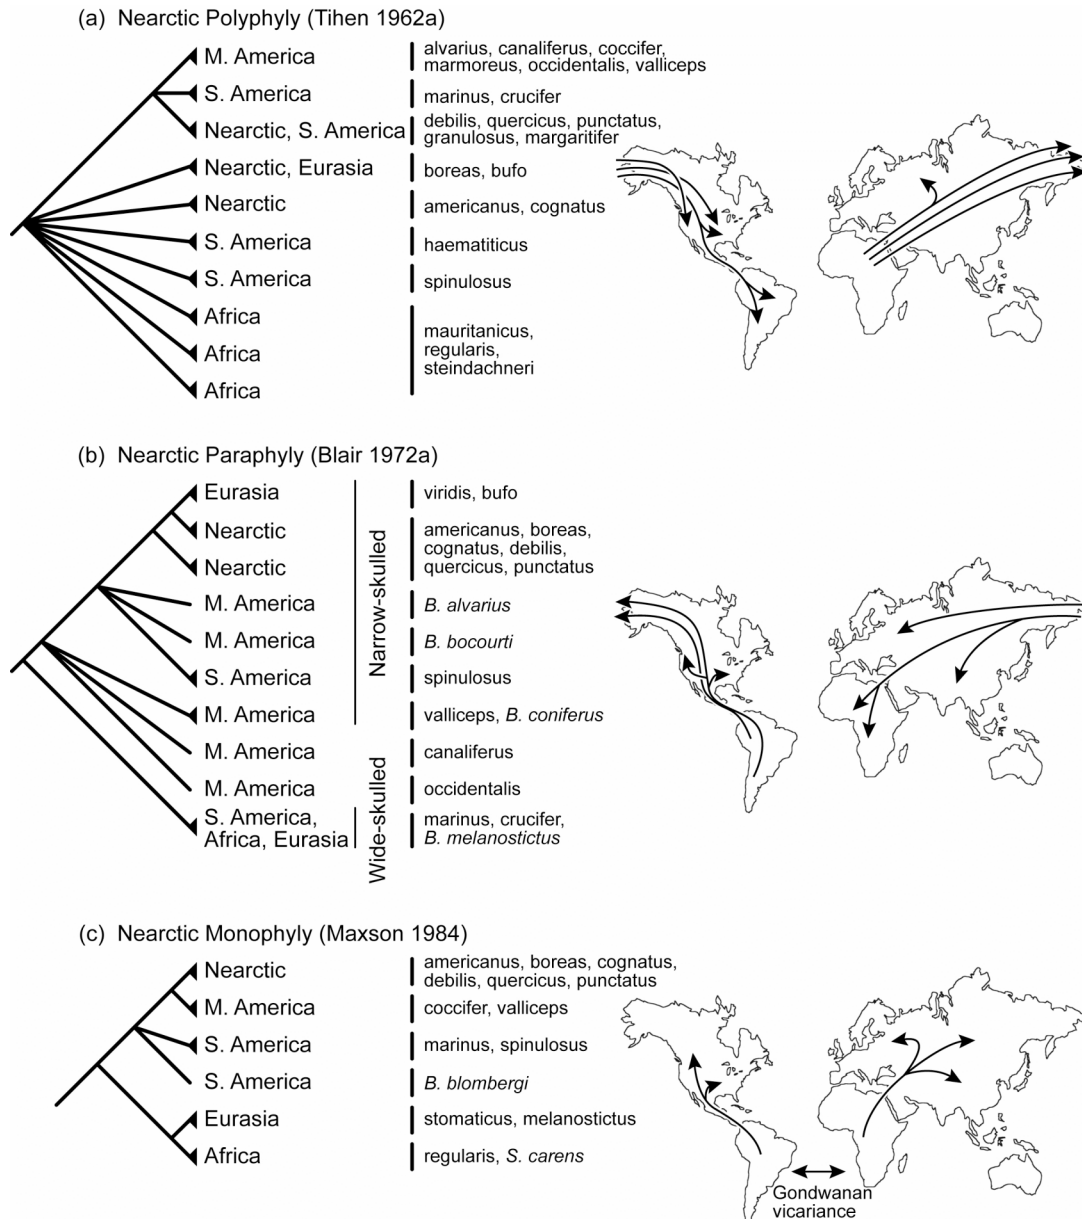 (a) Nearctic Polyphyly (Tihen 1962a)
M. America
alvarius, canaliferus, coccifer,
marmoreus, occidentalis, valliceps
S. America
marinus, crucifer
Nearctic, S. America
debilis, quercicus, punctatus,
granulosus, margaritifer
Nearctic, Eurasia
boreas, bufo
Nearctic
americanus, cognatus
S. America
haematiticus
S. America
spinulosus
Africa
Africa
Africa
mauritanicus,
regularis,
steindachneri
(b) Nearctic Paraphyly (Blair 1972a)
Eurasia
viridis, bufo
Nearctic
Nearctic
americanus, boreas,
cognatus, debilis,
quercicus, punctatus
M. America
B. alvarius
M. America
B. bocourti
S. America
spinulosus
M. America
valliceps, B. coniferus
M. America
canaliferus
M. America
occidentalis
S. America,
Africa, Eurasia
marinus, crucifer,
B. melanostictus
Narrow-skulled
Wide-skulled
(c) Nearctic Monophyly (Maxson 1984)
Nearctic
americanus, boreas, cognatus,
debilis, quercicus, punctatus
M. America
coccifer, valliceps
S. America
marinus, spinulosus
S. America
B. blombergi
Eurasia
stomaticus, melanostictus
Africa
regularis, S. carens
Gondwanan
vicariance